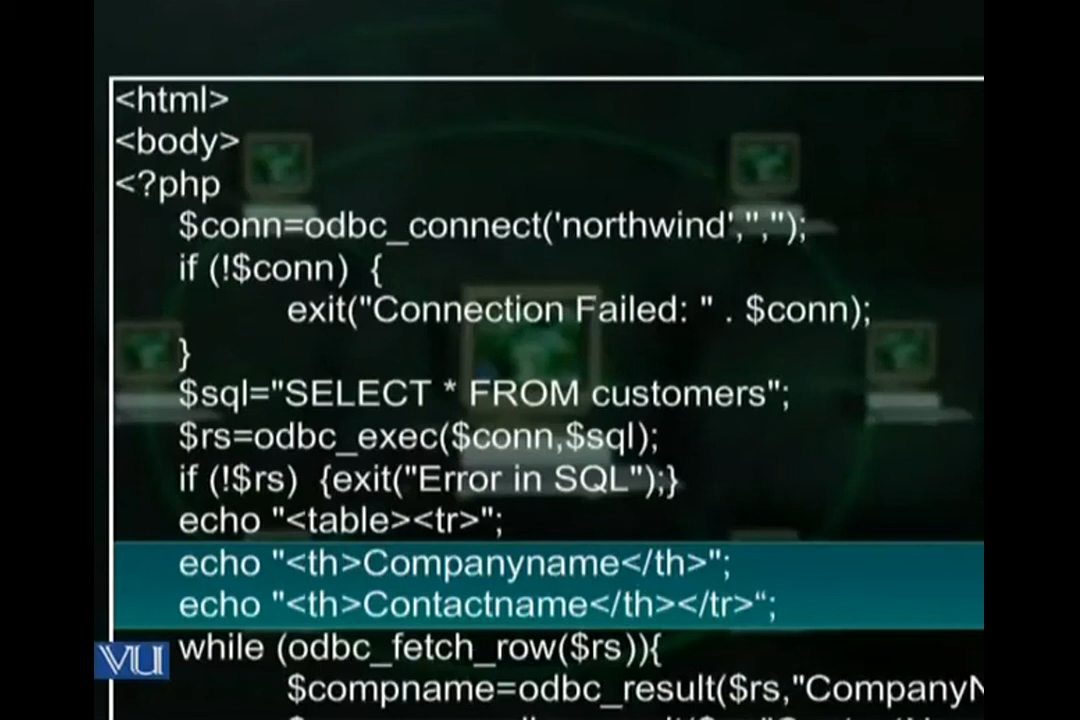 <html>
<body>
<?php
$conn=odbc_connect('northwind','','');
if (!$conn) {
exit("Connection Failed: " . $conn);
}
$sql="SELECT * FROM customers";
$rs=odbc_exec($conn,$sql);
if (!$rs) {exit("Error in SQL");}
echo "<table><tr>";
echo "<th>Companyname</th>";
echo "<th>Contactname</th></tr>“;
while (odbc_fetch_row($rs)){
VU
$compname=odbc_result($rs,"CompanyN